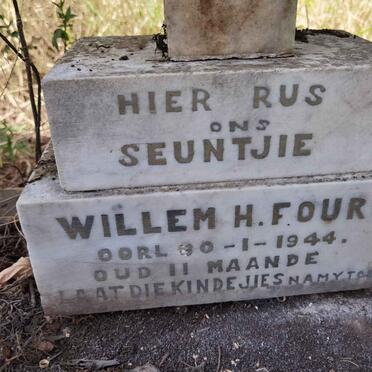 HIER RUS
ONS
SEUNTJIE
WILLEM H. FOUR
OORL 30-1-1944.
OUD 11 MAANDE
LAAT DIE KINDEJIES NA MY